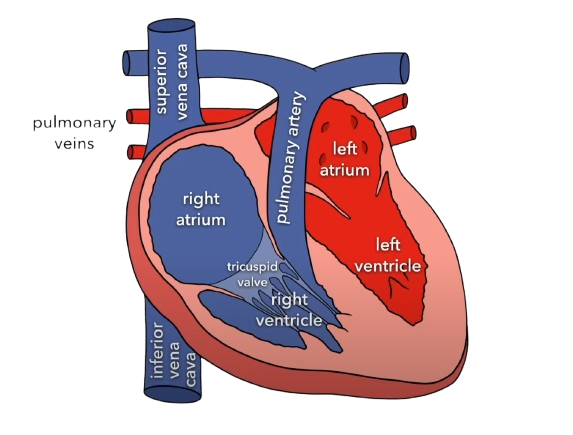 superior
vena cava
pulmonary
veins
pulmonary artery
left
atrium
right
atrium
left
ventricle
tricuspid
valve
right
ventricle
inferior
vena
cava